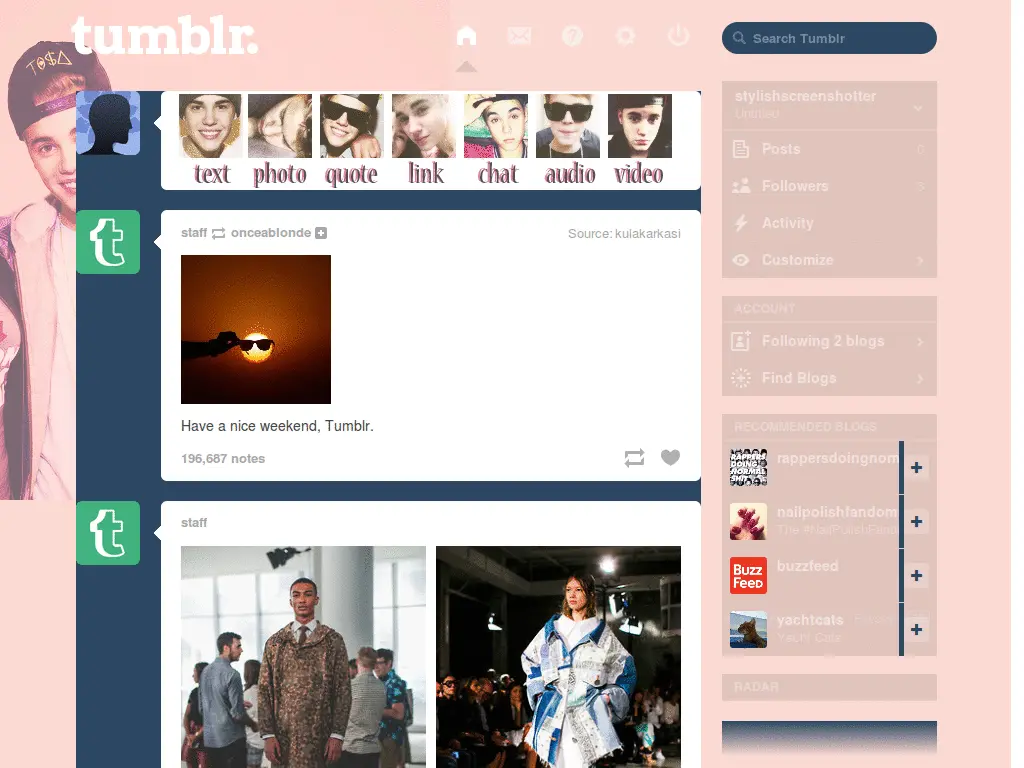 tumblr.
Search Tumblr
TO$Δ
text photo quote link chat audio video
staff onceablonde
Source: kulakarkasi
Have a nice weekend, Tumblr.
196,687 notes
staff
stylishscreenshotter
Untitled
Posts
Followers
Activity
Customize
ACCOUNT
Following 2 blogs
Find Blogs
RECOMMENDED BLOGS
RAPPERS DOING NORMAL SHIT
rappersdoingnorm
nailpolishfandom
The #NailPolishFand
Buzz
Feed
buzzfeed
yachtcats
Yacht Cats
RADAR